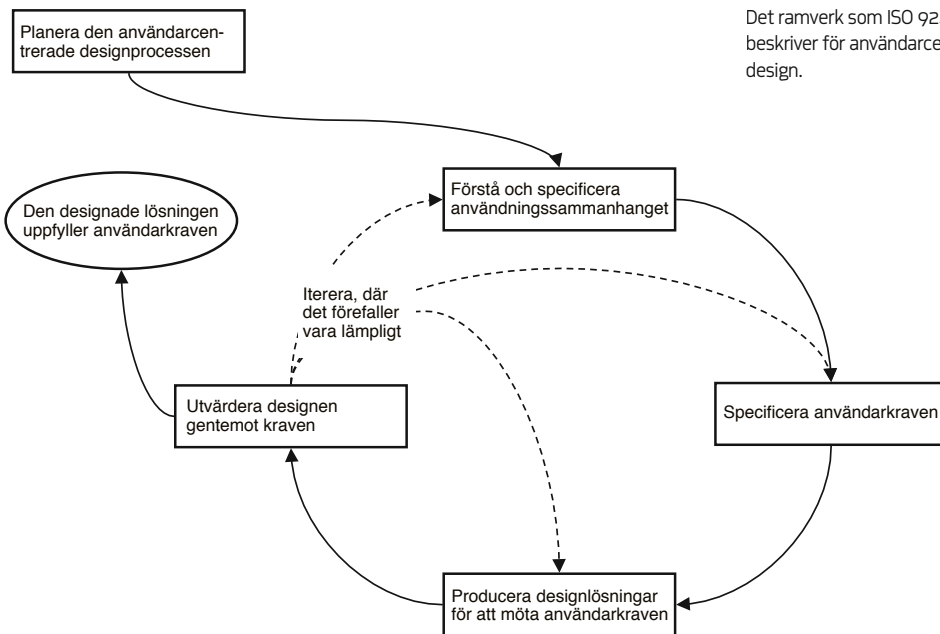 Planera den användarcen-
trerade designprocessen
Det ramverk som ISO 92
beskriver för användarce
design.
Förstå och specificera
användningssammanhanget
Den designade lösningen
uppfyller användarkraven
Iterera, där
det förefaller
vara lämpligt
Utvärdera designen
gentemot kraven
Specificera användarkraven
Producera designlösningar
för att möta användarkraven